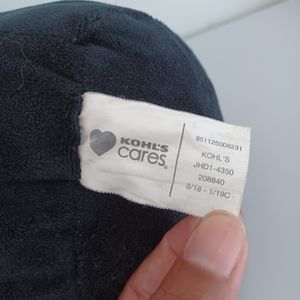 KOHL'S
cares®
851125008231
KOHL'S
JHD1-4350
208840
8/18 - 1/19C